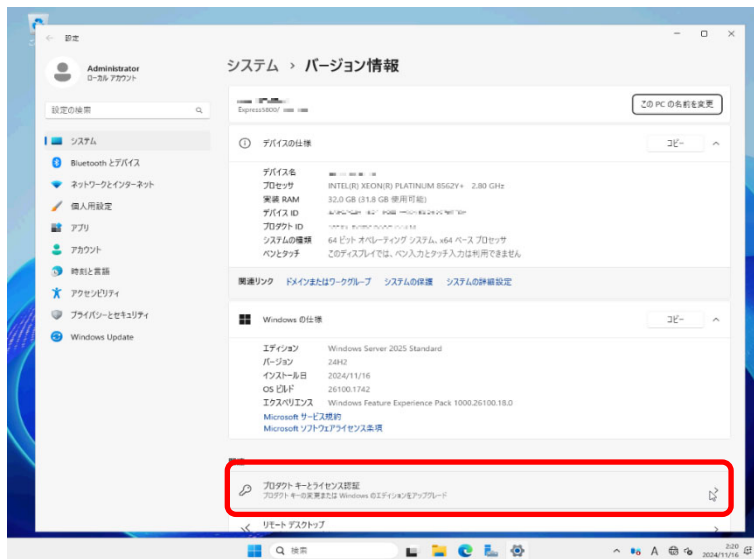 設定
Administrator
ローカル アカウント
設定の検索
システム
Bluetooth とデバイス
ネットワークとインターネット
個人用設定
アプリ
アカウント
時刻と言語
アクセシビリティ
プライバシーとセキュリティ
Windows Update
システム › バージョン情報
Express5800/
この PC の名前を変更
デバイスの仕様
コピー
デバイス名
プロセッサ INTEL(R) XEON(R) PLATINUM 8562Y+ 2.80 GHz
実装 RAM 32.0 GB (31.8 GB 使用可能)
デバイス ID
プロダクト ID
システムの種類 64 ビット オペレーティング システム、x64 ベース プロセッサ
ペンとタッチ このディスプレイでは、ペン入力とタッチ入力は利用できません
関連リンク ドメインまたはワークグループ システムの保護 システムの詳細設定
Windows の仕様
コピー
エディション Windows Server 2025 Standard
バージョン 24H2
インストール日 2024/11/16
OS ビルド 26100.1742
エクスペリエンス Windows Feature Experience Pack 1000.26100.18.0
Microsoft サービス規約
Microsoft ソフトウェアライセンス条項
プロダクト キーとライセンス認証
プロダクト キーの変更または Windows のエディションをアップグレード
リモート デスクトップ
検索
A
2:20
2024/11/16